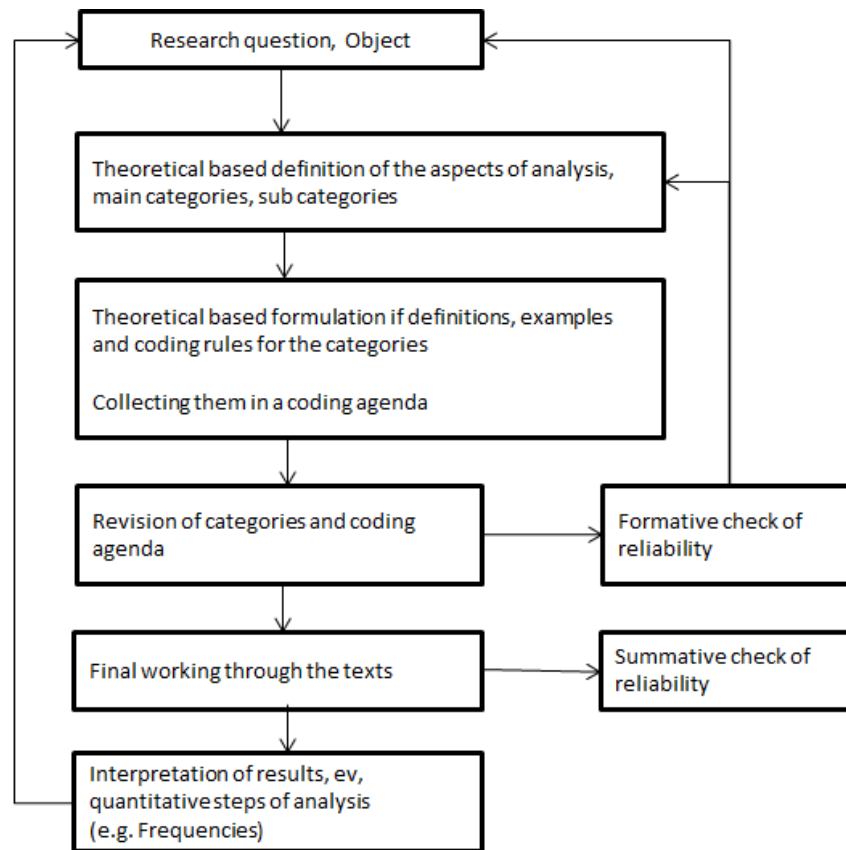 Research question, Object
Theoretical based definition of the aspects of analysis,
main categories, sub categories
Theoretical based formulation if definitions, examples
and coding rules for the categories
Collecting them in a coding agenda
Revision of categories and coding
agenda
Formative check of
reliability
Final working through the texts
Summative check of
reliability
Interpretation of results, ev,
quantitative steps of analysis
(e.g. Frequencies)